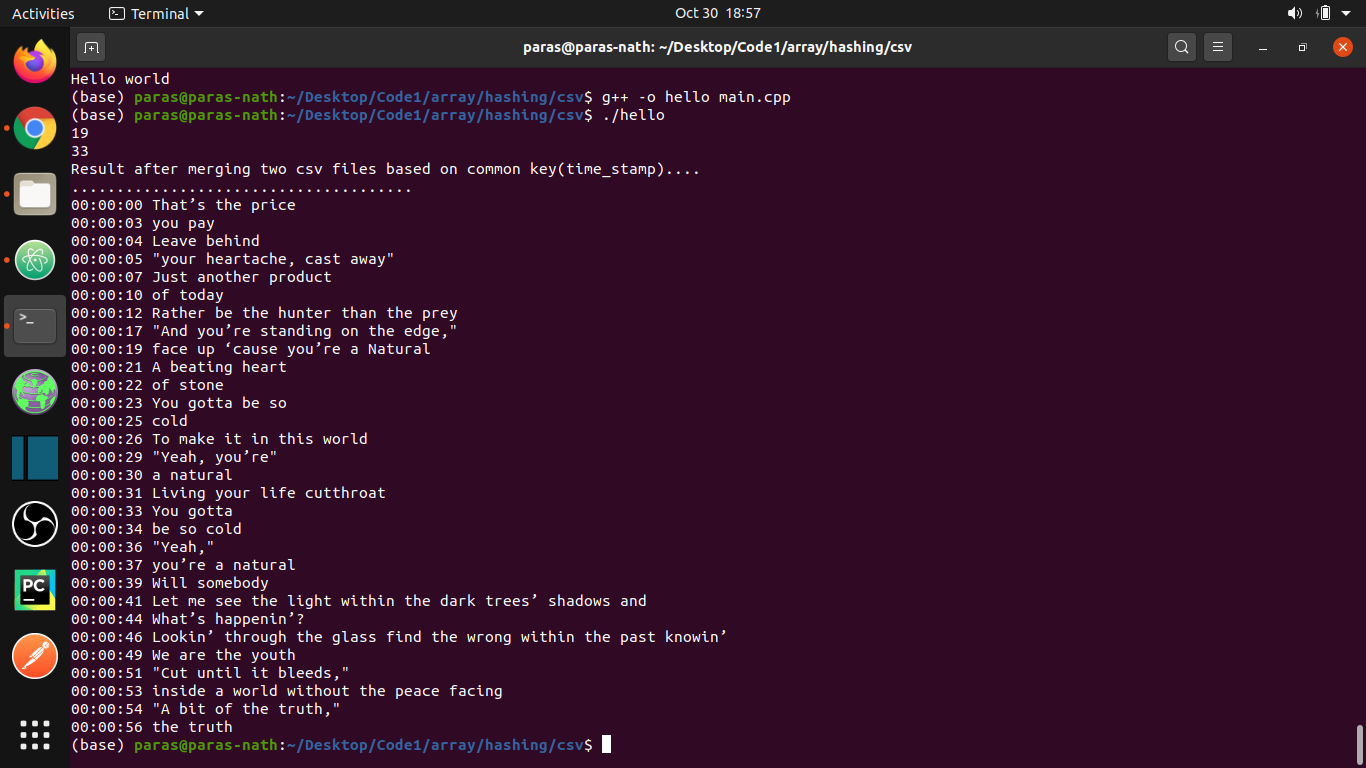 Activities
Terminal
Oct 30 18:57
paras@paras-nath: ~/Desktop/Code1/array/hashing/csv
Hello world
(base) paras@paras-nath:~/Desktop/Code1/array/hashing/csv$ g++ -o hello main.cpp
(base) paras@paras-nath:~/Desktop/Code1/array/hashing/csv$ ./hello
19
33
Result after merging two csv files based on common key(time_stamp)....
......................................
00:00:00 That’s the price
00:00:03 you pay
00:00:04 Leave behind
00:00:05 "your heartache, cast away"
00:00:07 Just another product
00:00:10 of today
00:00:12 Rather be the hunter than the prey
00:00:17 "And you’re standing on the edge,"
00:00:19 face up ‘cause you’re a Natural
00:00:21 A beating heart
00:00:22 of stone
00:00:23 You gotta be so
00:00:25 cold
00:00:26 To make it in this world
00:00:29 "Yeah, you’re"
00:00:30 a natural
00:00:31 Living your life cutthroat
00:00:33 You gotta
00:00:34 be so cold
00:00:36 "Yeah,"
00:00:37 you’re a natural
00:00:39 Will somebody
00:00:41 Let me see the light within the dark trees’ shadows and
00:00:44 What’s happenin’?
00:00:46 Lookin’ through the glass find the wrong within the past knowin’
00:00:49 We are the youth
00:00:51 "Cut until it bleeds,"
00:00:53 inside a world without the peace facing
00:00:54 "A bit of the truth,"
00:00:56 the truth
(base) paras@paras-nath:~/Desktop/Code1/array/hashing/csv$
PC